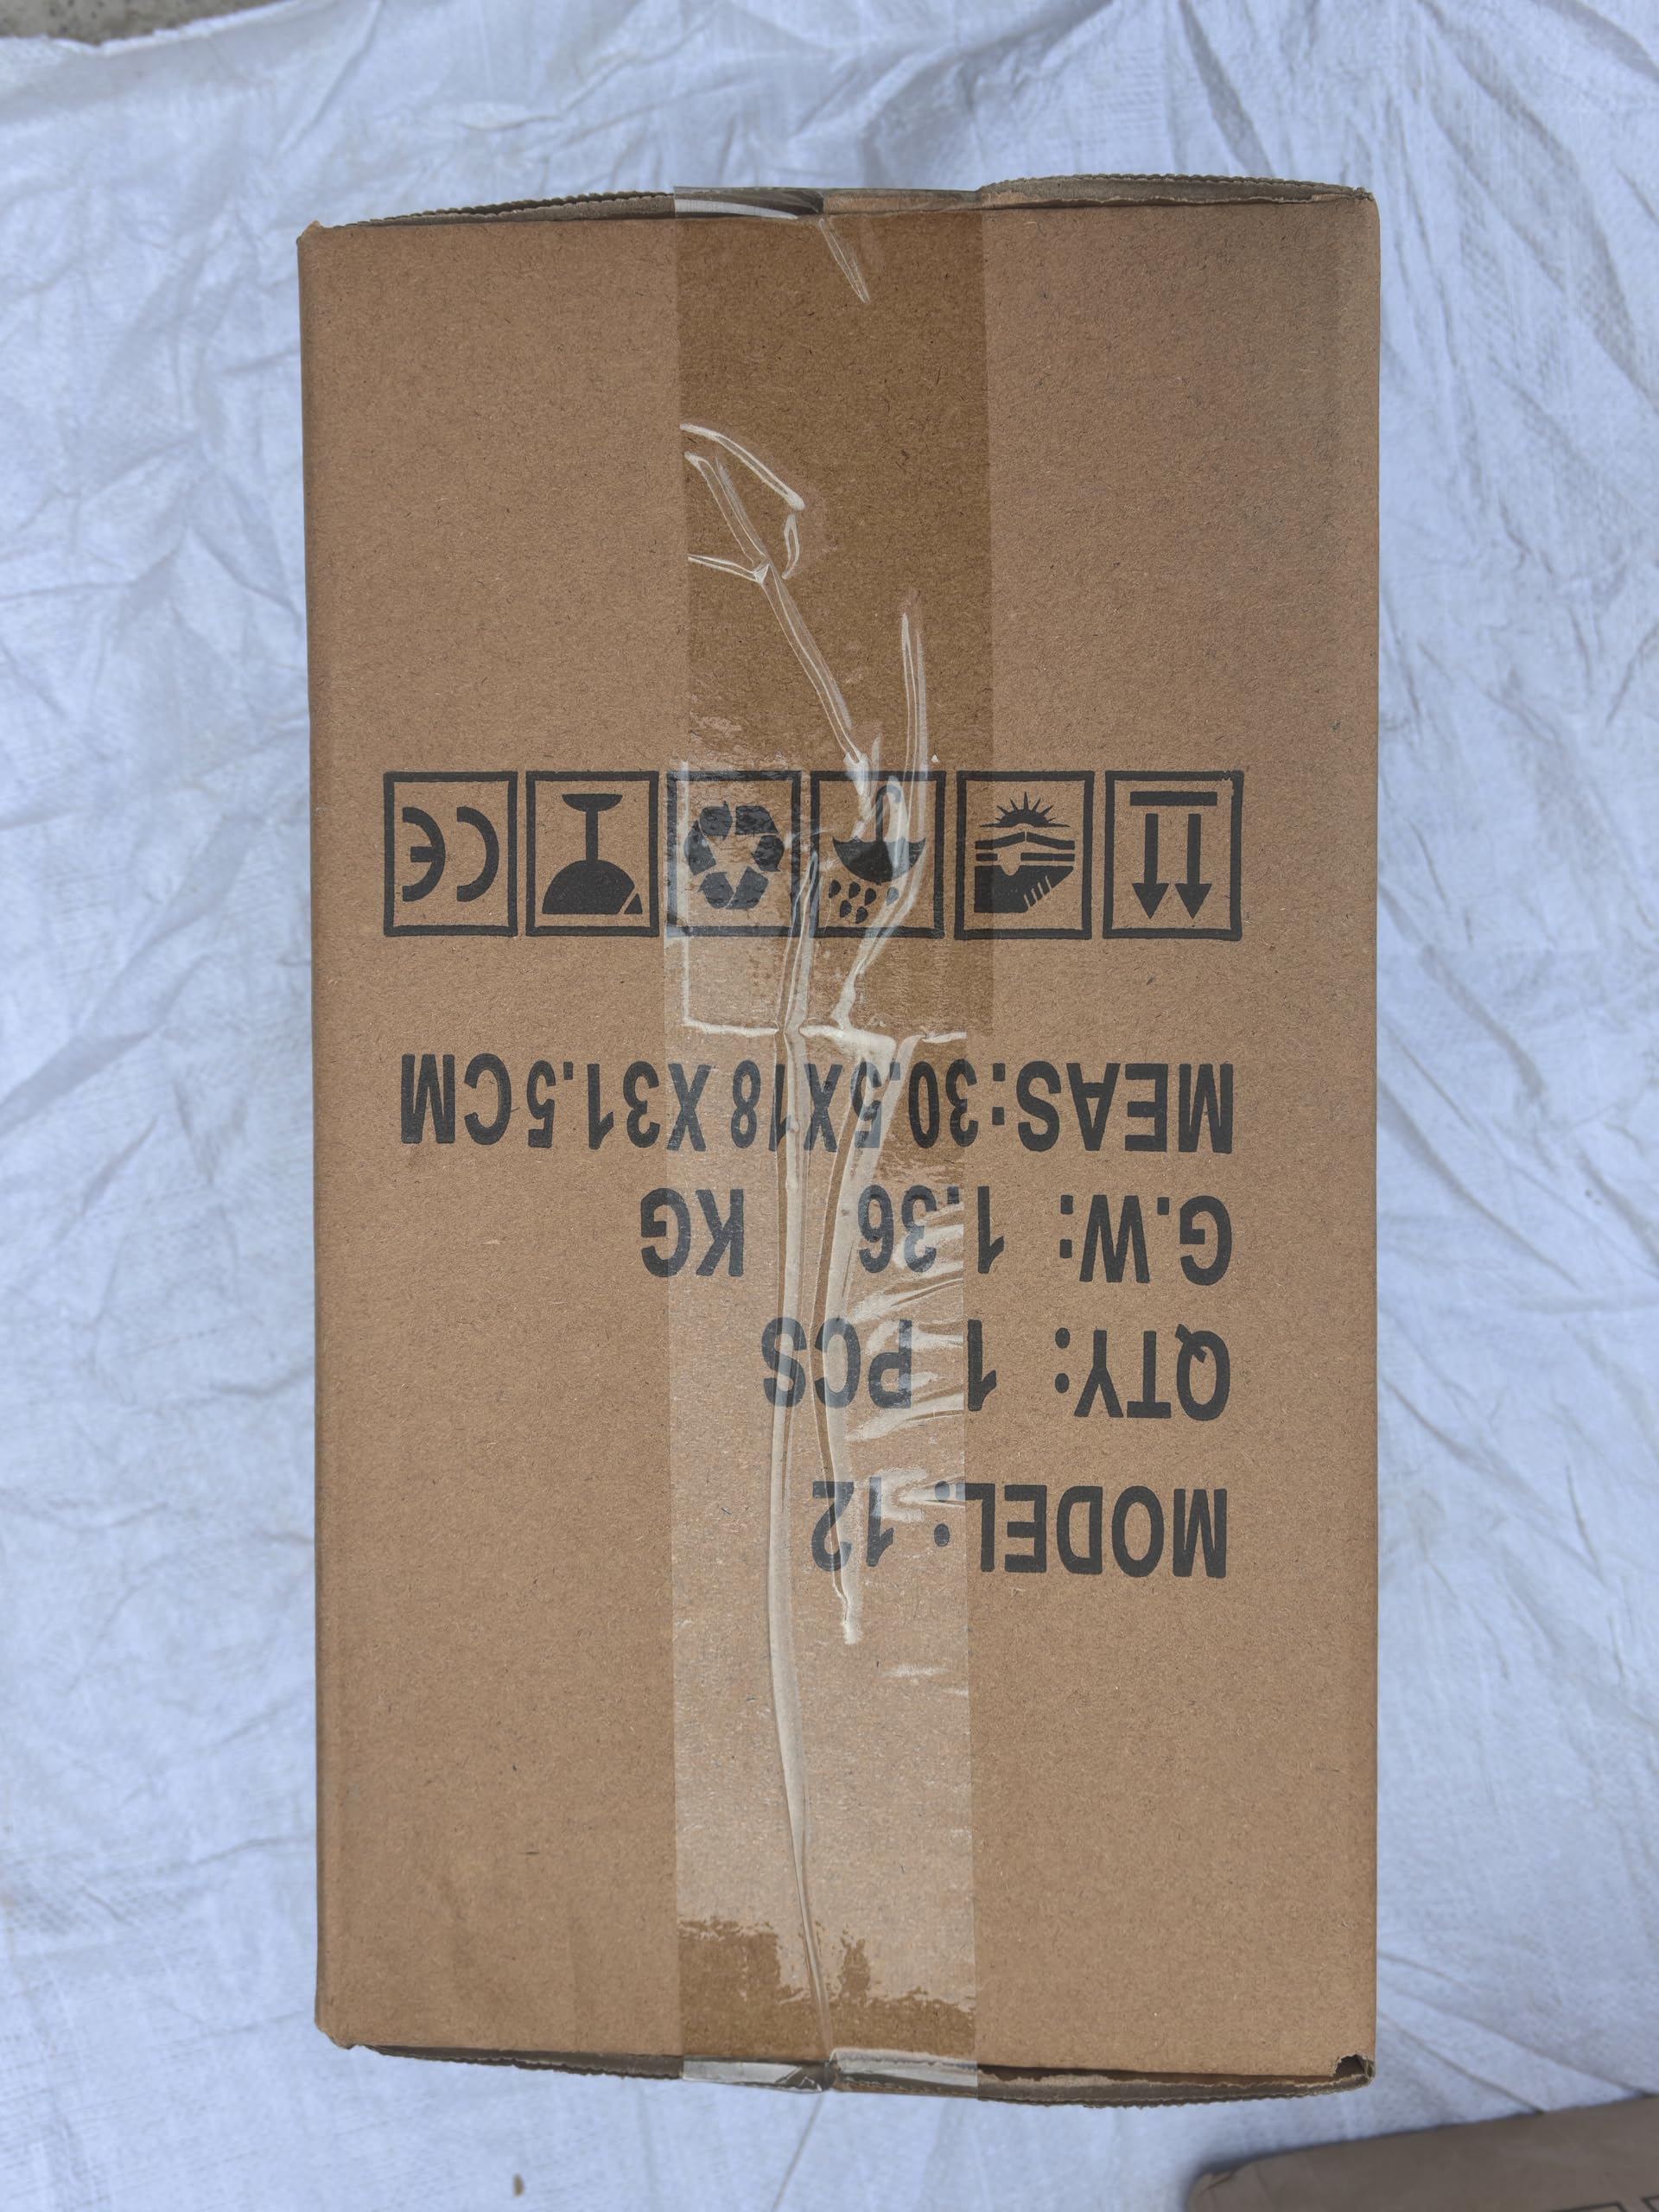 MODEL: 12
QTY: 1 PCS
G.W: 1.36 KG
MEAS:30.5X18X31.5CM
CE